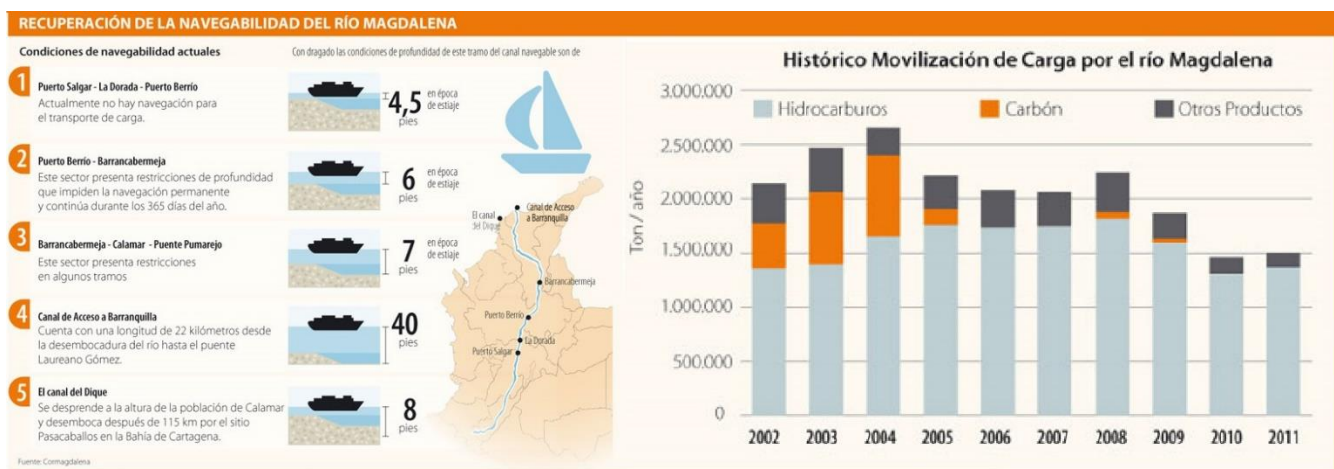 RECUPERACIÓN DE LA NAVEGABILIDAD DEL RÍO MAGDALENA
Condiciones de navegabilidad actuales
Con dragado las condiciones de profundidad de este tramo del canal navegable son de
1
Puerto Salgar - La Dorada - Puerto Berrío
Actualmente no hay navegación para
el transporte de carga.
4,5
pies
en época
de estiaje
2
Puerto Berrío - Barrancabermeja
Este sector presenta restricciones de profundidad
que impiden la navegación permanente
y continúa durante los 365 días del año.
6
pies
en época
de estiaje
3
Barrancabermeja - Calamar - Puente Pumarejo
Este sector presenta restricciones
en algunos tramos
7
pies
en época
de estiaje
4
Canal de Acceso a Barranquilla
Cuenta con una longitud de 22 kilómetros desde
la desembocadura del río hasta el puente
Laureano Gómez.
40
pies
5
El canal del Dique
Se desprende a la altura de la población de Calamar
y desemboca después de 115 km por el sitio
Pasacaballos en la Bahía de Cartagena.
8
pies
Fuente: Cormagdalena
El canal
del Dique
Canal de Acceso
a Barranquilla
Barrancabermeja
Puerto Berrío
La Dorada
Puerto Salgar
Histórico Movilización de Carga por el río Magdalena
Hidrocarburos
Carbón
Otros Productos
Ton / año
3.000.000
2.500.000
2.000.000
1.500.000
1.000.000
500.000
0
2002 2003 2004 2005 2006 2007 2008 2009 2010 2011